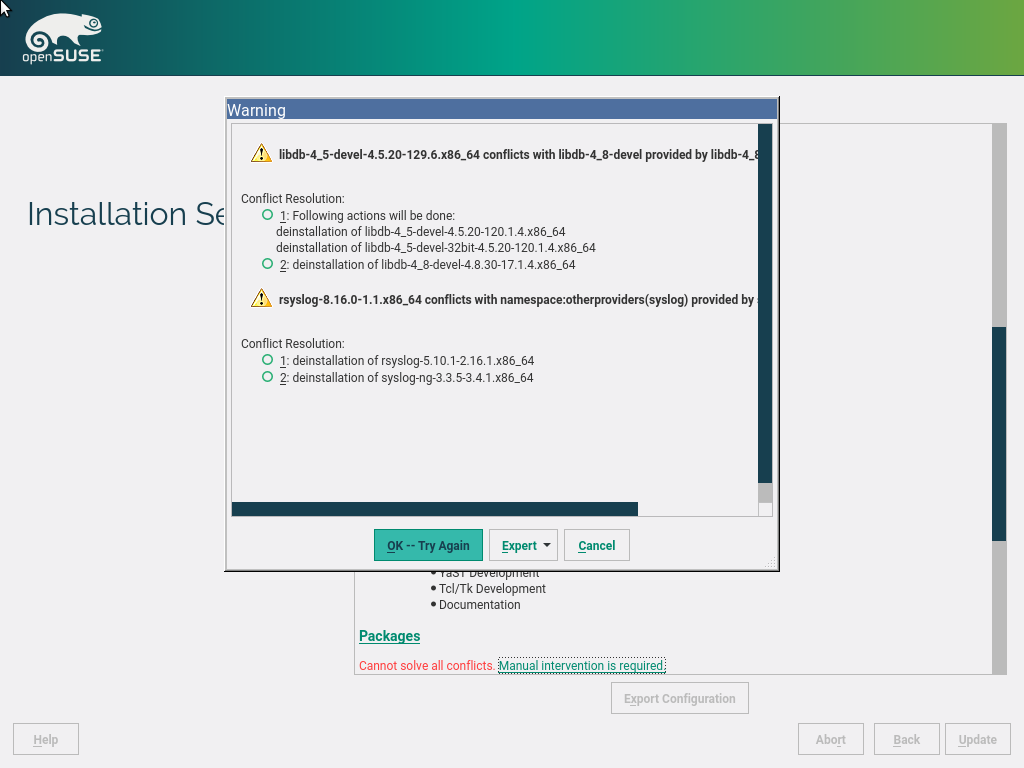 openSUSE
Warning
libdb-4_5-devel-4.5.20-129.6.x86_64 conflicts with libdb-4_8-devel provided by libdb-4_8
Conflict Resolution:
1: Following actions will be done:
deinstallation of libdb-4_5-devel-4.5.20-120.1.4.x86_64
deinstallation of libdb-4_5-devel-32bit-4.5.20-120.1.4.x86_64
2: deinstallation of libdb-4_8-devel-4.8.30-17.1.4.x86_64
rsyslog-8.16.0-1.1.x86_64 conflicts with namespace:otherproviders(syslog) provided by
Conflict Resolution:
1: deinstallation of rsyslog-5.10.1-2.16.1.x86_64
2: deinstallation of syslog-ng-3.3.5-3.4.1.x86_64
OK -- Try Again
Expert
Cancel
Installation Se
YaST Development
Tcl/Tk Development
Documentation
Packages
Cannot solve all conflicts. Manual intervention is required.
Export Configuration
Help
Abort
Back
Update